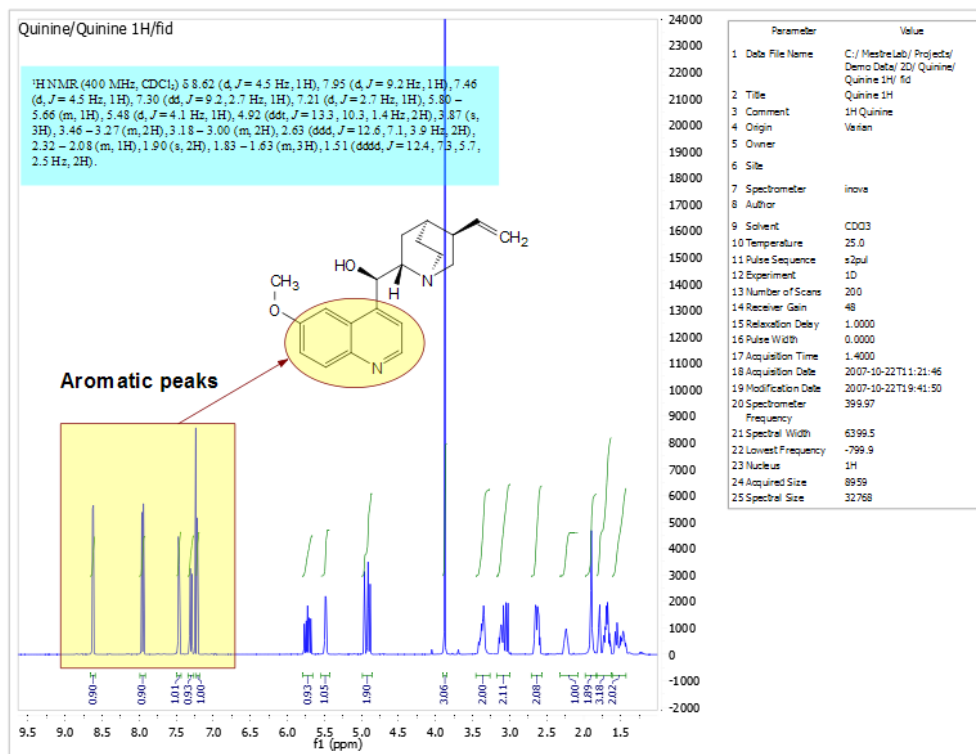 Quinine/Quinine 1H/fid
¹H NMR (400 MHz, CDCl₃) δ 8.62 (d, J = 4.5 Hz, 1H), 7.95 (d, J = 9.2 Hz, 1H), 7.46
(d, J = 4.5 Hz, 1H), 7.30 (dd, J = 9.2, 2.7 Hz, 1H), 7.21 (d, J = 2.7 Hz, 1H), 5.80 –
5.66 (m, 1H), 5.48 (d, J = 4.1 Hz, 1H), 4.92 (ddt, J = 13.3, 10.3, 1.4 Hz, 2H), 3.87 (s,
3H), 3.46 – 3.27 (m, 2H), 3.18 – 3.00 (m, 2H), 2.63 (ddd, J = 12.6, 7.1, 3.9 Hz, 2H),
2.32 – 2.08 (m, 1H), 1.90 (s, 2H), 1.83 – 1.63 (m, 3H), 1.51 (dddd, J = 12.4, 7.3, 5.7,
2.5 Hz, 2H).
CH₂
HO
H
N
CH₃
O
N
Aromatic peaks
24000
23000
22000
21000
20000
19000
18000
17000
16000
15000
14000
13000
12000
11000
10000
9000
8000
7000
6000
5000
4000
3000
2000
1000
0
-1000
-2000
0.90
0.90
1.01
0.93
1.00
0.93
1.05
1.90
3.06
2.00
2.11
2.08
1.00
1.89
3.18
2.02
9.5 9.0 8.5 8.0 7.5 7.0 6.5 6.0 5.5 5.0 4.5 4.0 3.5 3.0 2.5 2.0 1.5
f1 (ppm)
Parameter Value
1 Data File Name C:/ MestreLab/ Projects/
Demo Data/ 2D/ Quinine/
Quinine 1H/ fid
2 Title Quinine 1H
3 Comment 1H Quinine
4 Origin Varian
5 Owner
6 Site
7 Spectrometer inova
8 Author
9 Solvent CDCl3
10 Temperature 25.0
11 Pulse Sequence s2pul
12 Experiment 1D
13 Number of Scans 200
14 Receiver Gain 48
15 Relaxation Delay 1.0000
16 Pulse Width 0.0000
17 Acquisition Time 1.4000
18 Acquisition Date 2007-10-22T11:21:46
19 Modification Date 2007-10-22T19:41:50
20 Spectrometer 399.97
Frequency
21 Spectral Width 6399.5
22 Lowest Frequency -799.9
23 Nucleus 1H
24 Acquired Size 8959
25 Spectral Size 32768